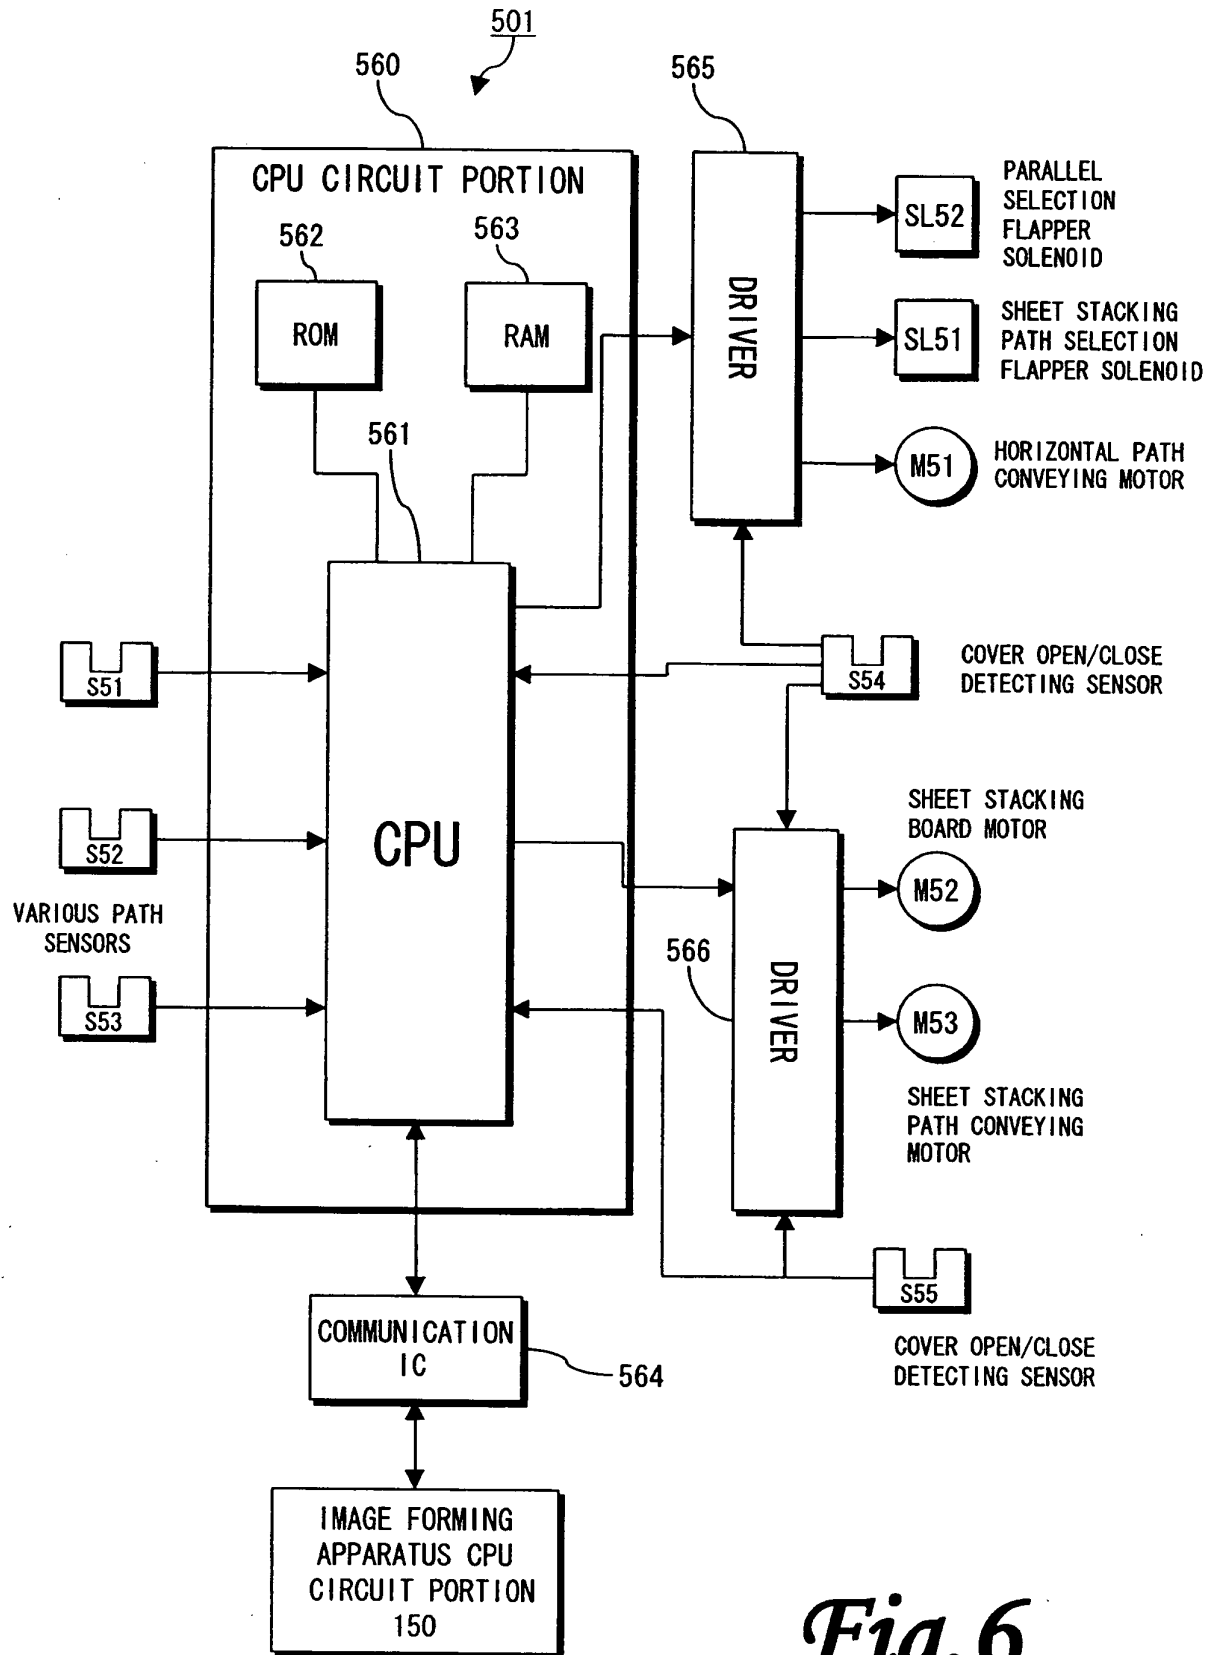 501
560
565
CPU CIRCUIT PORTION
562
563
ROM
RAM
561
CPU
DRIVER
SL52
PARALLEL
SELECTION
FLAPPER
SOLENOID
SL51
SHEET STACKING
PATH SELECTION
FLAPPER SOLENOID
M51
HORIZONTAL PATH
CONVEYING MOTOR
S51
S52
VARIOUS PATH
SENSORS
S53
S54
COVER OPEN/CLOSE
DETECTING SENSOR
SHEET STACKING
BOARD MOTOR
M52
566
DRIVER
M53
SHEET STACKING
PATH CONVEYING
MOTOR
S55
COVER OPEN/CLOSE
DETECTING SENSOR
COMMUNICATION
IC
564
IMAGE FORMING
APPARATUS CPU
CIRCUIT PORTION
150
Fig.6